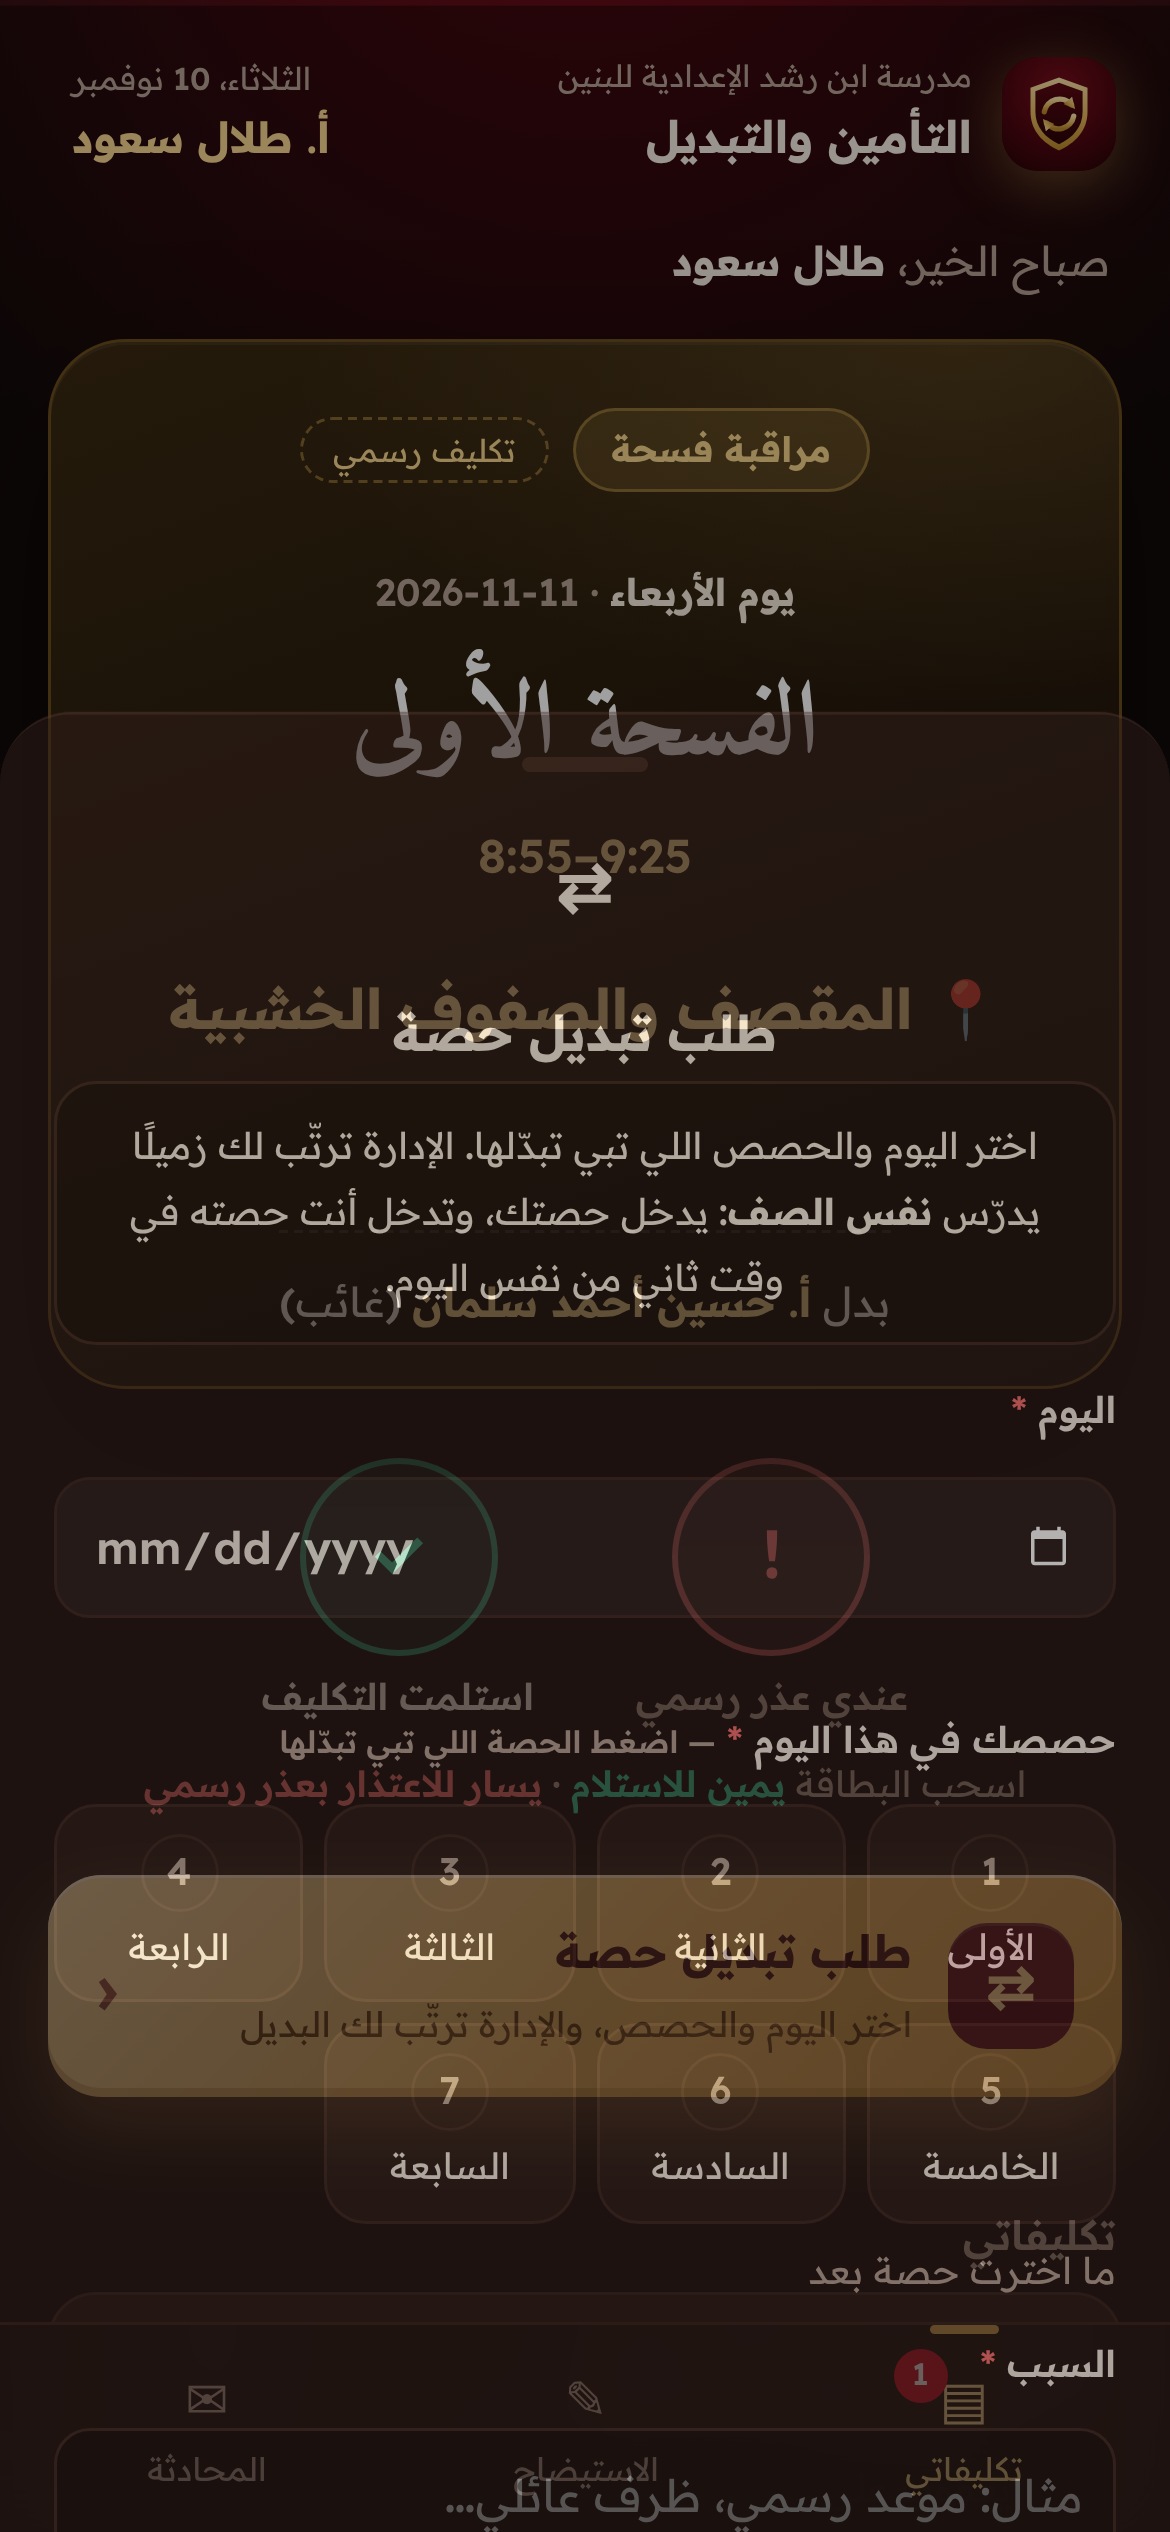 مدرسة ابن رشد الإعدادية للبنين
التأمين والتبديل
الثلاثاء، 10 نوفمبر
أ. طلال سعود
صباح الخير، طلال سعود
مراقبة فسحة
تكليف رسمي
يوم الأربعاء · 2026-11-11
الفسحة الأولى
8:55–9:25
المقصف والصفوف الخشبية
طلب تبديل حصة
اختر اليوم والحصص اللي تبي تبدّلها. الإدارة ترتّب لك زميلًا
يدرّس نفس الصف: يدخل حصتك، وتدخل أنت حصته في
وقت ثاني من نفس اليوم.
بدل أ. حسين أحمد سلمان (غائب)
اليوم *
mm/dd/yyyy
!
عندي عذر رسمي
استلمت التكليف
حصصك في هذا اليوم * — اضغط الحصة اللي تبي تبدّلها
اسحب البطاقة يمين للاستلام · يسار للاعتذار بعذر رسمي
1
2
3
4
الأولى
الثانية
الثالثة
الرابعة
طلب تبديل حصة
اختر اليوم والحصص، والإدارة ترتّب لك البديل
5
6
7
الخامسة
السادسة
السابعة
تكليفاتي
ما اخترت حصة بعد
السبب *
1
تكليفاتي
الاستيضاح
المحادثة
مثال: موعد رسمي، ظرف عائلي...